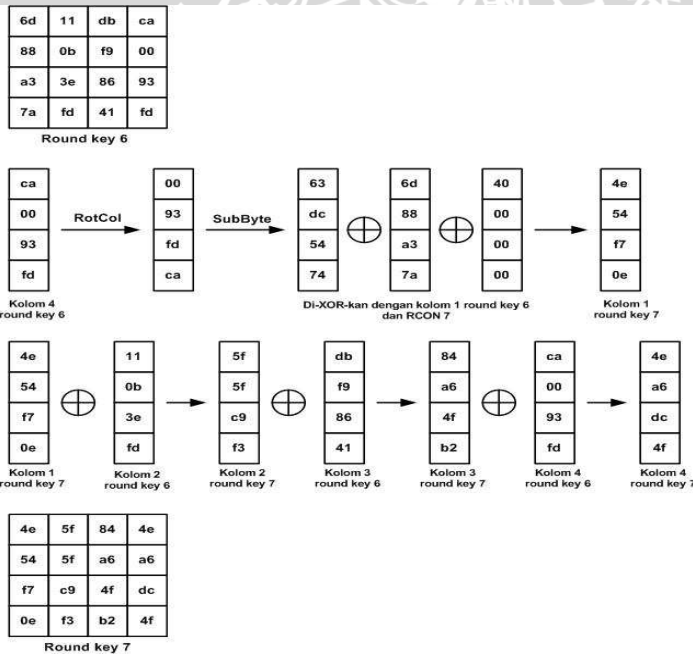 6d 11 db ca
88 0b f9 00
a3 3e 86 93
7a fd 41 fd
Round key 6
ca 00 63 6d 40 4e
00 RotCol 93 SubByte dc 88 00 54
93 fd 54 a3 00 f7
fd ca 74 7a 00 0e
Kolom 4 Di-XOR-kan dengan kolom 1 round key 6 Kolom 1
round key 6 dan RCON 7 round key 7
4e 11 5f db 84 ca 4e
54 0b 5f f9 a6 00 a6
f7 3e c9 86 4f 93 dc
0e fd f3 41 b2 fd 4f
Kolom 1 Kolom 2 Kolom 2 Kolom 3 Kolom 3 Kolom 4 Kolom 4
round key 7 round key 6 round key 7 round key 6 round key 7 round key 6 round key 7
4e 5f 84 4e
54 5f a6 a6
f7 c9 4f dc
0e f3 b2 4f
Round key 7